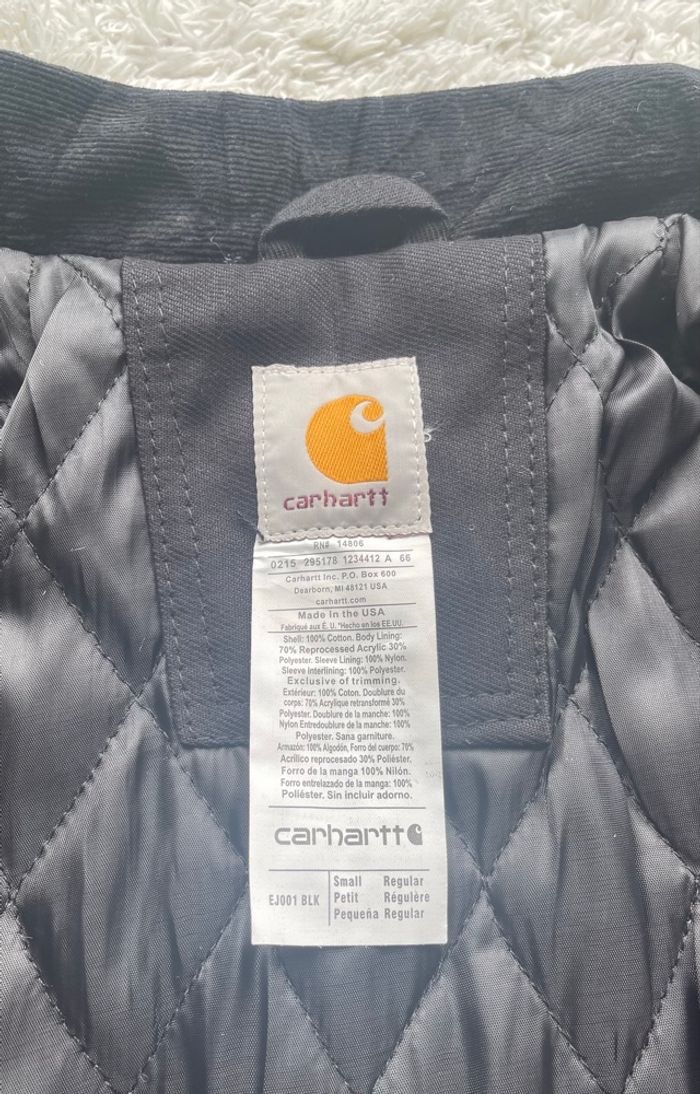 carhartt
RN# 14806
0215 295178 1234412 A 66
Carhartt Inc. P.O. Box 600
Dearborn, MI 48121 USA
carhartt.com
Made in the USA
Fabriqué aux É. U. *Hecho en los EE.UU.
Shell: 100% Cotton. Body Lining:
70% Reprocessed Acrylic 30%
Polyester. Sleeve Lining: 100% Nylon.
Sleeve Interlining: 100% Polyester.
Exclusive of trimming.
Extérieur: 100% Coton. Doublure du
corps: 70% Acrylique retransformé 30%
Polyester. Doublure de la manche: 100%
Nylon Entredoublure de la manche: 100%
Polyester. Sana garniture.
Armazón: 100% Algodón, Forro del cuerpo: 70%
Acrílico reprocesado 30% Poliéster.
Forro de la manga 100% Nilón.
Forro entrelazado de la manga: 100%
Poliéster. Sin incluir adorno.
carhartt
EJ001 BLK
Small Regular
Petit Régulère
Pequeña Regular